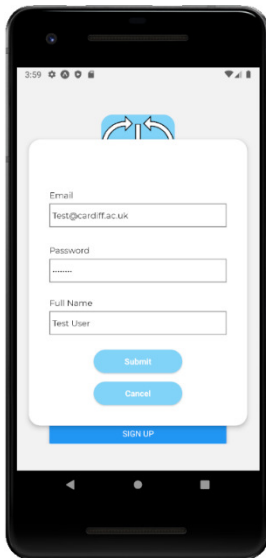 3:59
Email
Test@cardiff.ac.uk
Password
········
Full Name
Test User
Submit
Cancel
SIGN UP